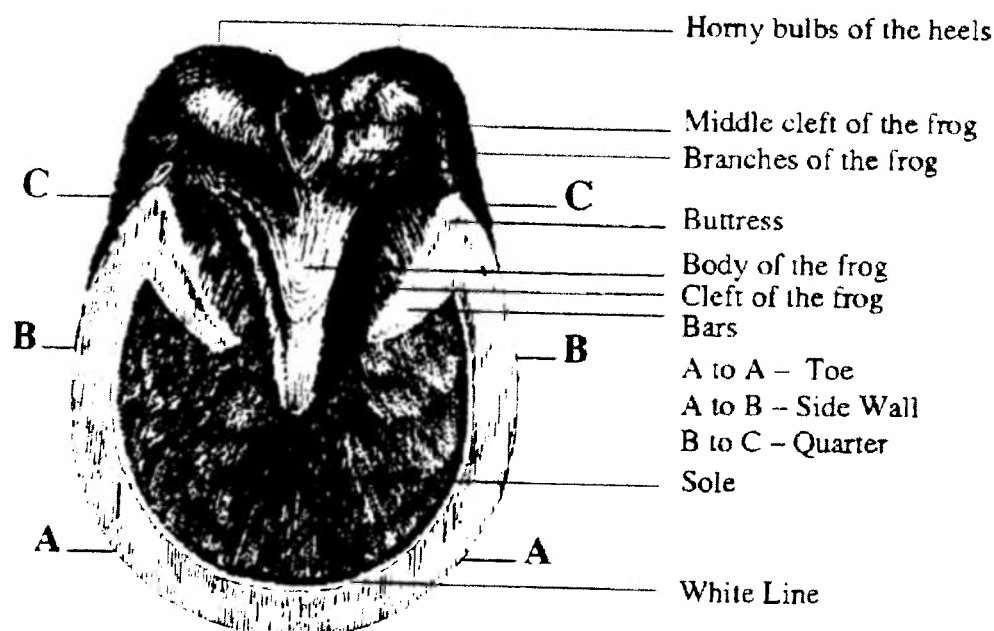 Horny bulbs of the heels
Middle cleft of the frog
Branches of the frog
C
C
Buttress
Body of the frog
Cleft of the frog
Bars
B
B
A to A – Toe
A to B – Side Wall
B to C – Quarter
Sole
A
A
White Line